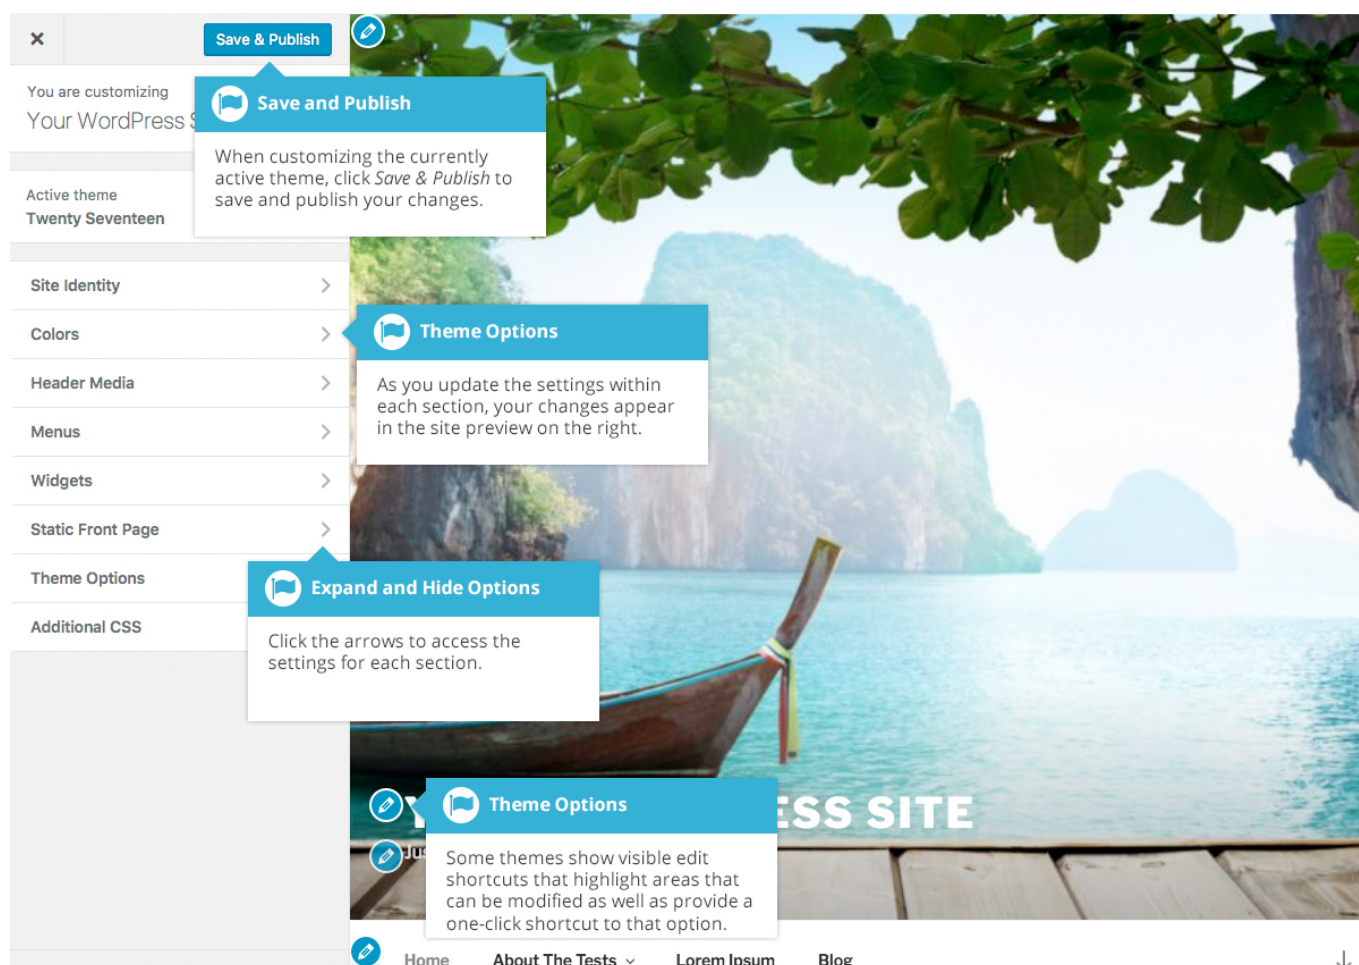 Save & Publish
You are customizing
Your WordPress
Active theme
Twenty Seventeen
Save and Publish
When customizing the currently
active theme, click Save & Publish to
save and publish your changes.
Site Identity
Colors
Header Media
Menus
Widgets
Static Front Page
Theme Options
Additional CSS
Theme Options
As you update the settings within
each section, your changes appear
in the site preview on the right.
Expand and Hide Options
Click the arrows to access the
settings for each section.
Theme Options
Some themes show visible edit
shortcuts that highlight areas that
can be modified as well as provide a
one-click shortcut to that option.
ESS SITE
Home About The Tests Lorem Ipsum Blog